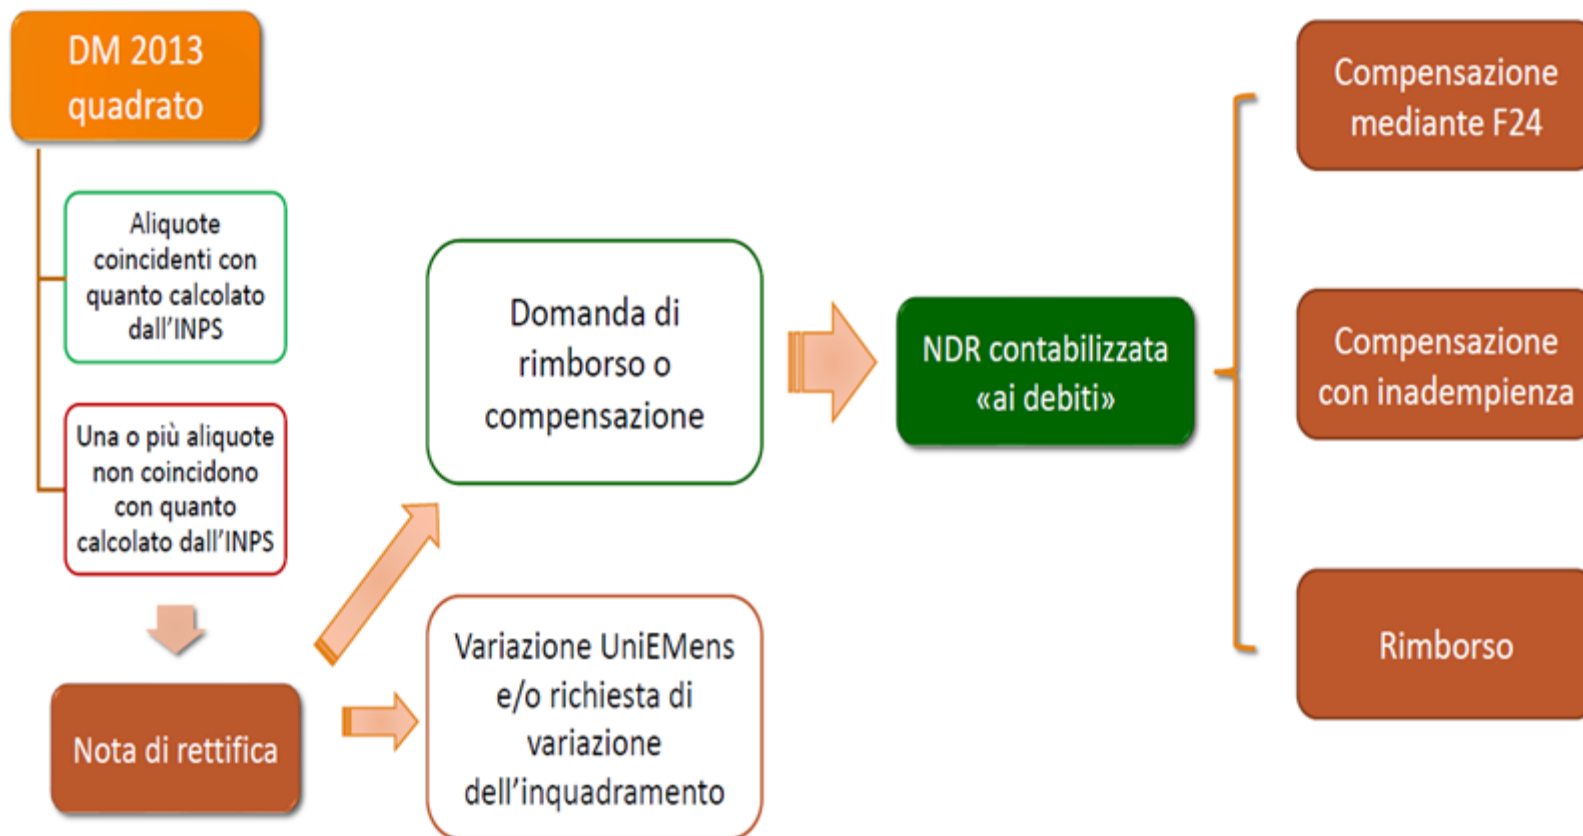 DM 2013
quadrato
Aliquote
coincidenti con
quanto calcolato
dall'INPS
Una o più aliquote
non coincidono
con quanto
calcolato dall'INPS
Nota di rettifica
Domanda di
rimborso o
compensazione
Variazione UniEMens
e/o richiesta di
variazione
dell'inquadramento
NDR contabilizzata
«ai debiti»
Compensazione
mediante F24
Compensazione
con inadempienza
Rimborso